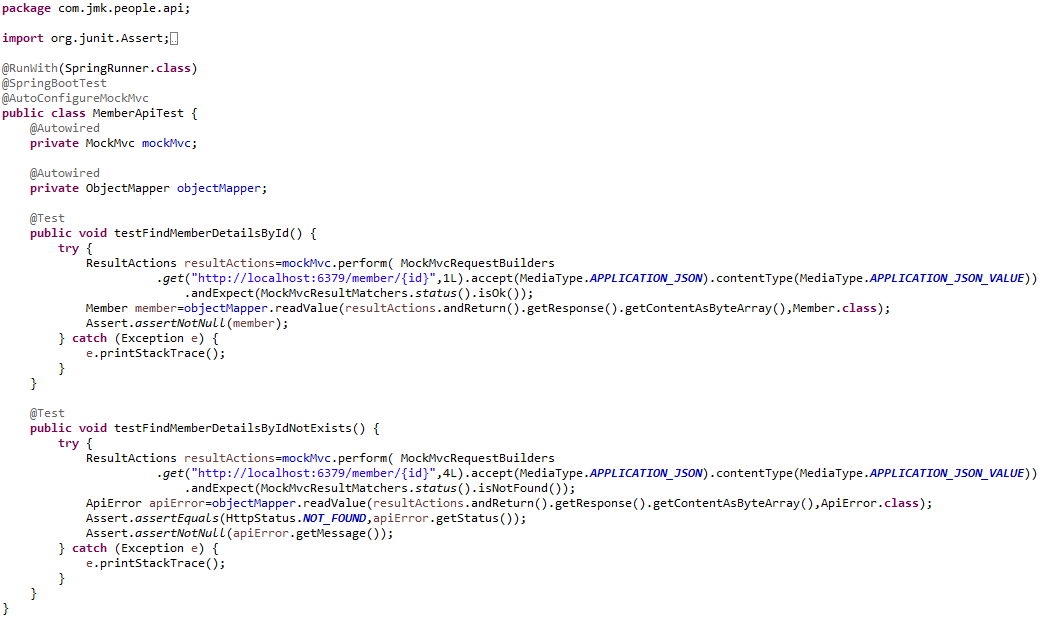 package com.jmk.people.api;
import org.junit.Assert;
@RunWith(SpringRunner.class)
@SpringBootTest
@AutoConfigureMockMvc
public class MemberApiTest {
@Autowired
private MockMvc mockMvc;
@Autowired
private ObjectMapper objectMapper;
@Test
public void testFindMemberDetailsById() {
try {
ResultActions resultActions=mockMvc.perform( MockMvcRequestBuilders
.get("http://localhost:6379/member/{id}",1L).accept(MediaType.APPLICATION_JSON).contentType(MediaType.APPLICATION_JSON_VALUE))
.andExpect(MockMvcResultMatchers.status().isOk());
Member member=objectMapper.readValue(resultActions.andReturn().getResponse().getContentAsByteArray(),Member.class);
Assert.assertNotNull(member);
} catch (Exception e) {
e.printStackTrace();
}
}
@Test
public void testFindMemberDetailsByIdNotExists() {
try {
ResultActions resultActions=mockMvc.perform( MockMvcRequestBuilders
.get("http://localhost:6379/member/{id}",4L).accept(MediaType.APPLICATION_JSON).contentType(MediaType.APPLICATION_JSON_VALUE))
.andExpect(MockMvcResultMatchers.status().isNotFound());
ApiError apiError=objectMapper.readValue(resultActions.andReturn().getResponse().getContentAsByteArray(),ApiError.class);
Assert.assertEquals(HttpStatus.NOT_FOUND,apiError.getStatus());
Assert.assertNotNull(apiError.getMessage());
} catch (Exception e) {
e.printStackTrace();
}
}
}